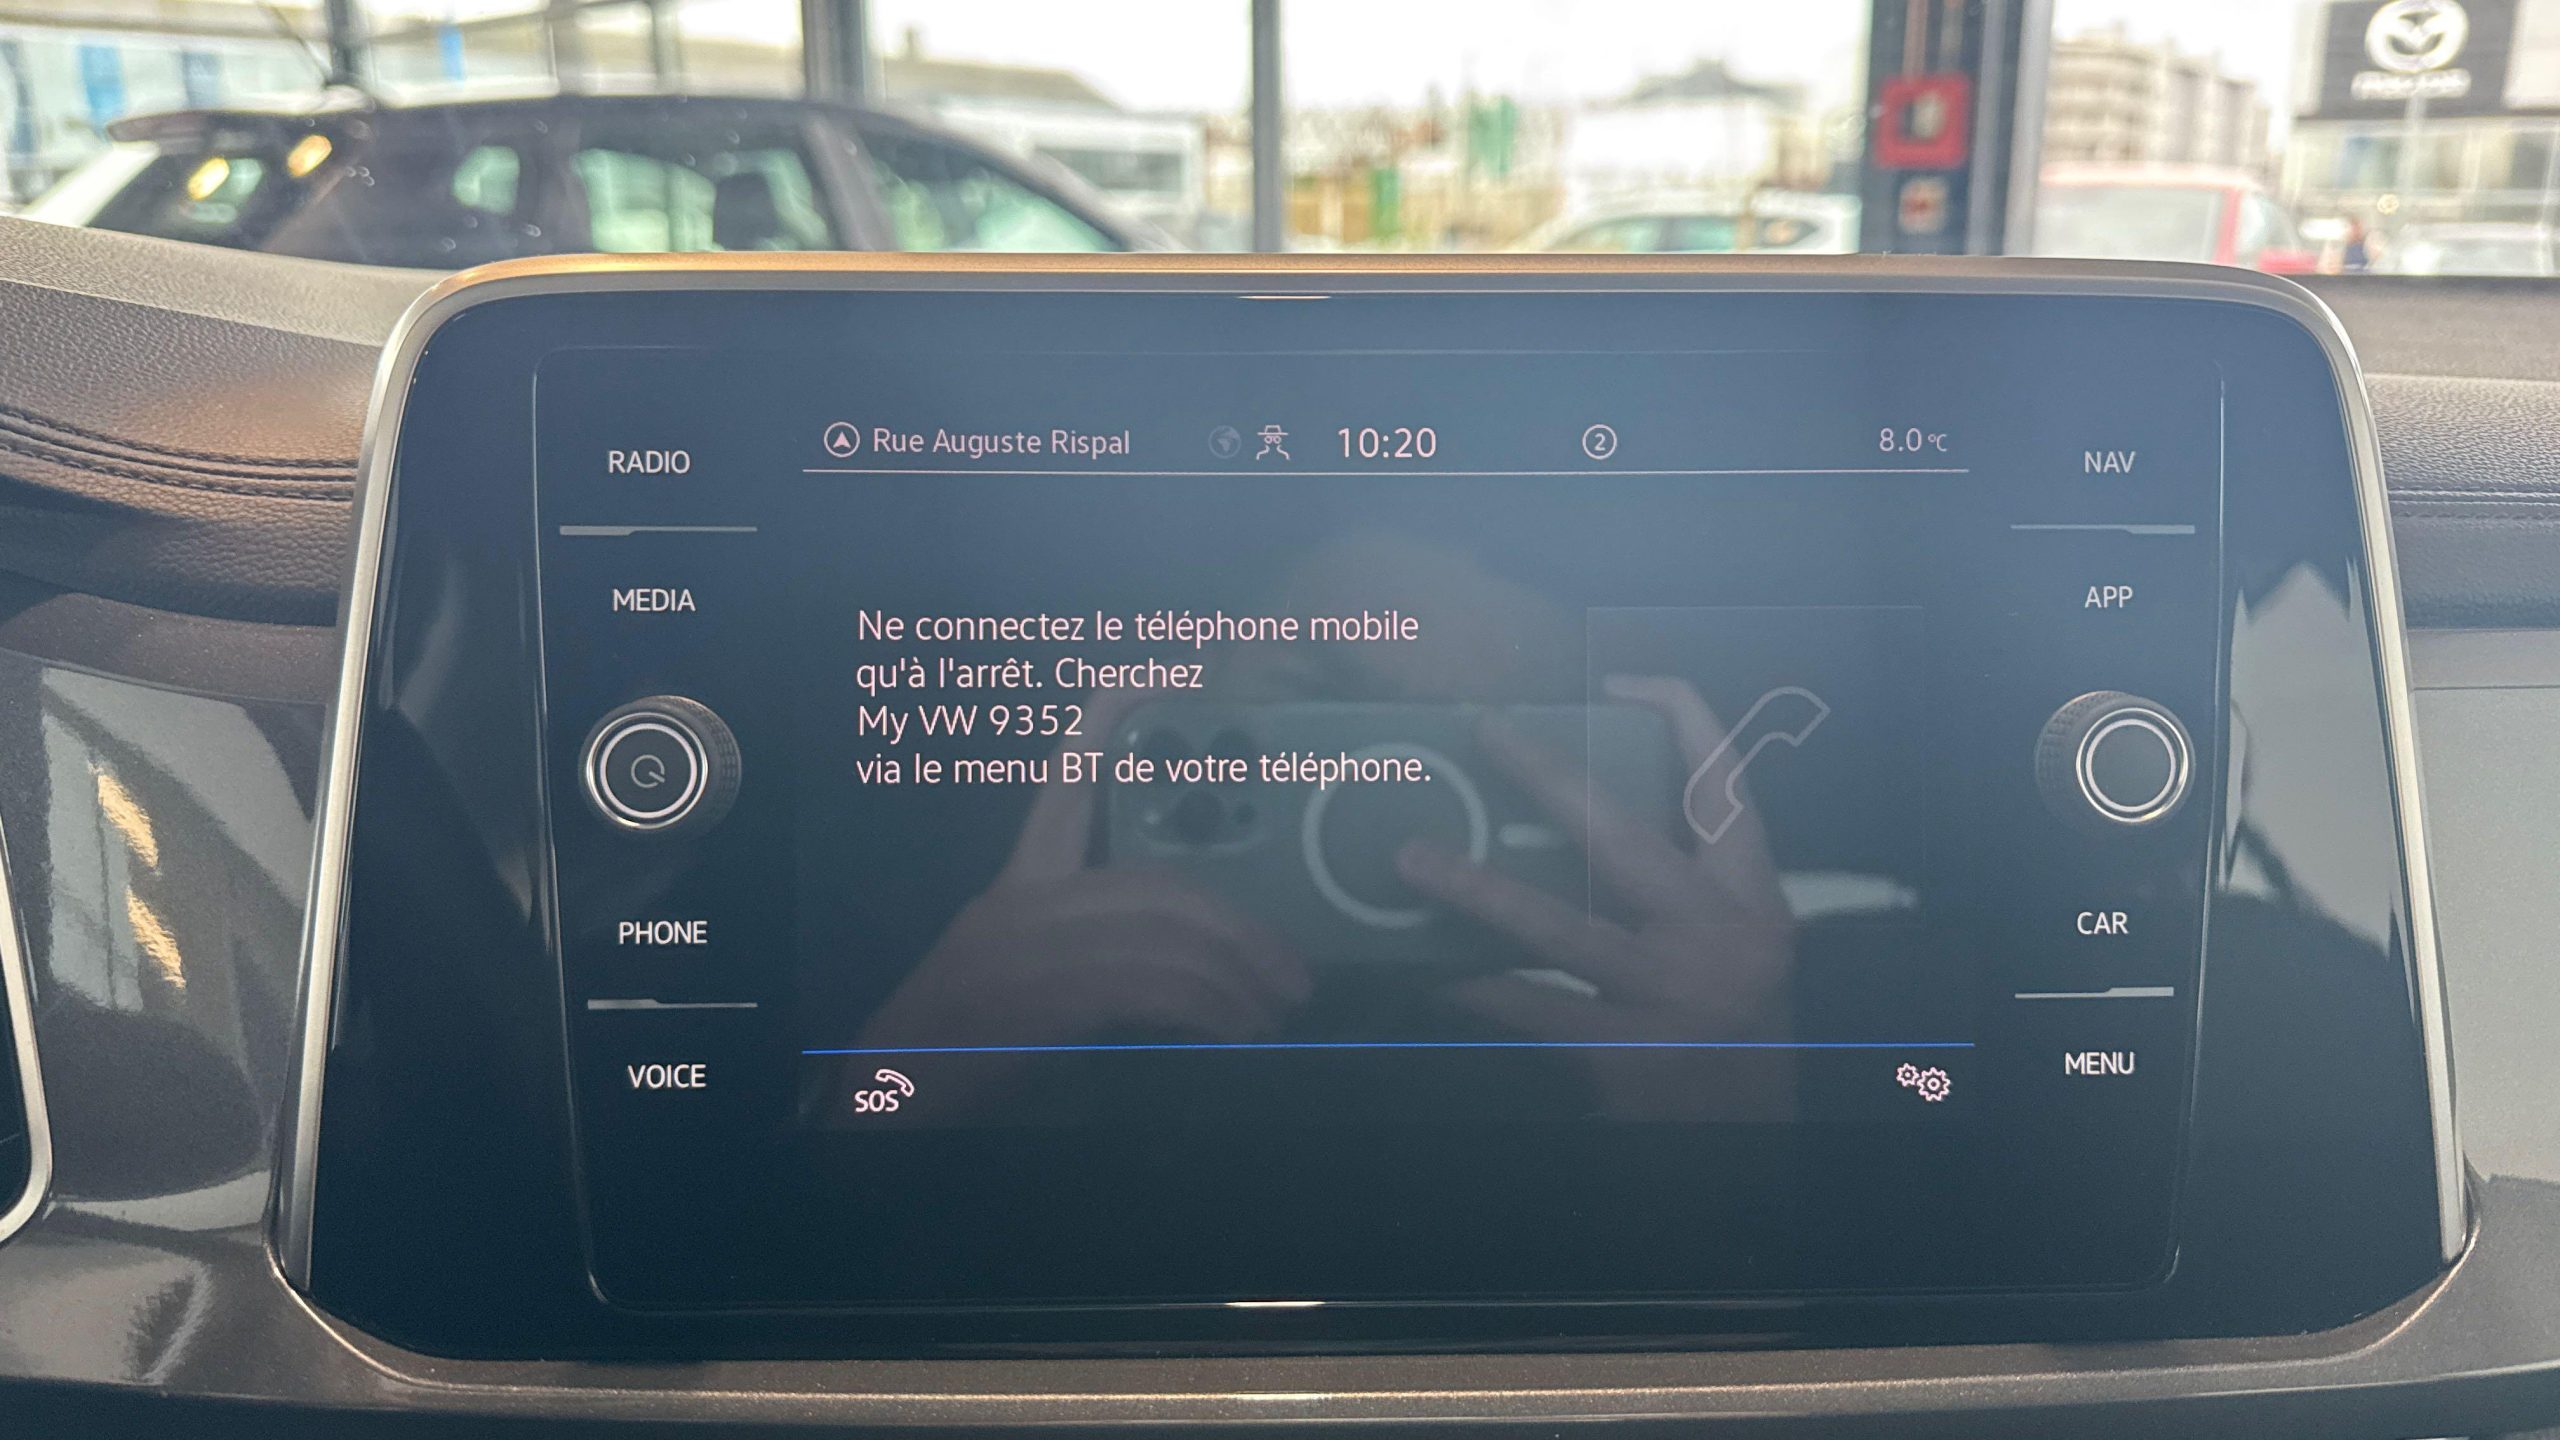 Rue Auguste Rispal 10:20 2 8.0°C
RADIO
MEDIA
PHONE
VOICE
Ne connectez le téléphone mobile
qu'à l'arrêt. Cherchez
My VW 9352
via le menu BT de votre téléphone.
SOS
NAV
APP
CAR
MENU